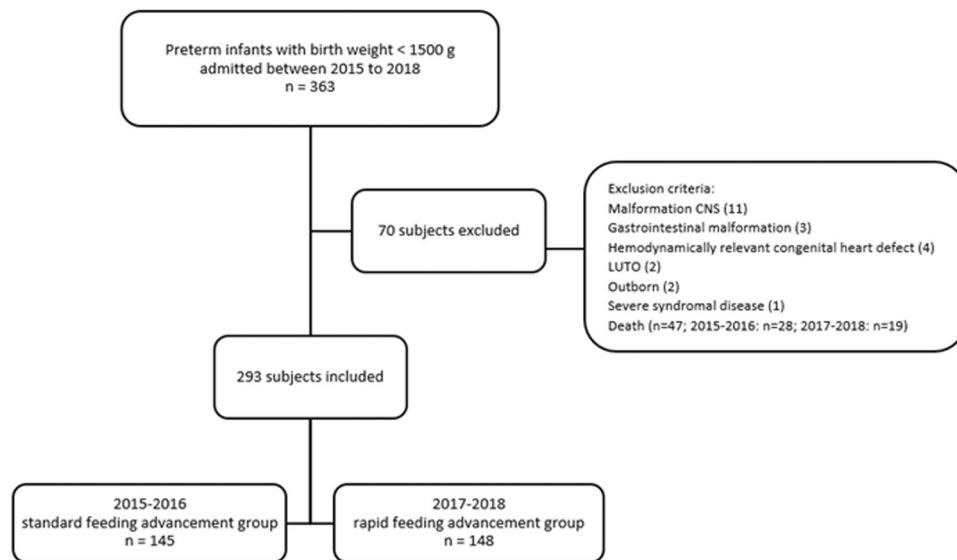 Preterm infants with birth weight < 1500 g
admitted between 2015 to 2018
n = 363
70 subjects excluded
Exclusion criteria:
Malformation CNS (11)
Gastrointestinal malformation (3)
Hemodynamically relevant congenital heart defect (4)
LUTO (2)
Outborn (2)
Severe syndromal disease (1)
Death (n=47; 2015-2016: n=28; 2017-2018: n=19)
293 subjects included
2015-2016
standard feeding advancement group
n = 145
2017-2018
rapid feeding advancement group
n = 148